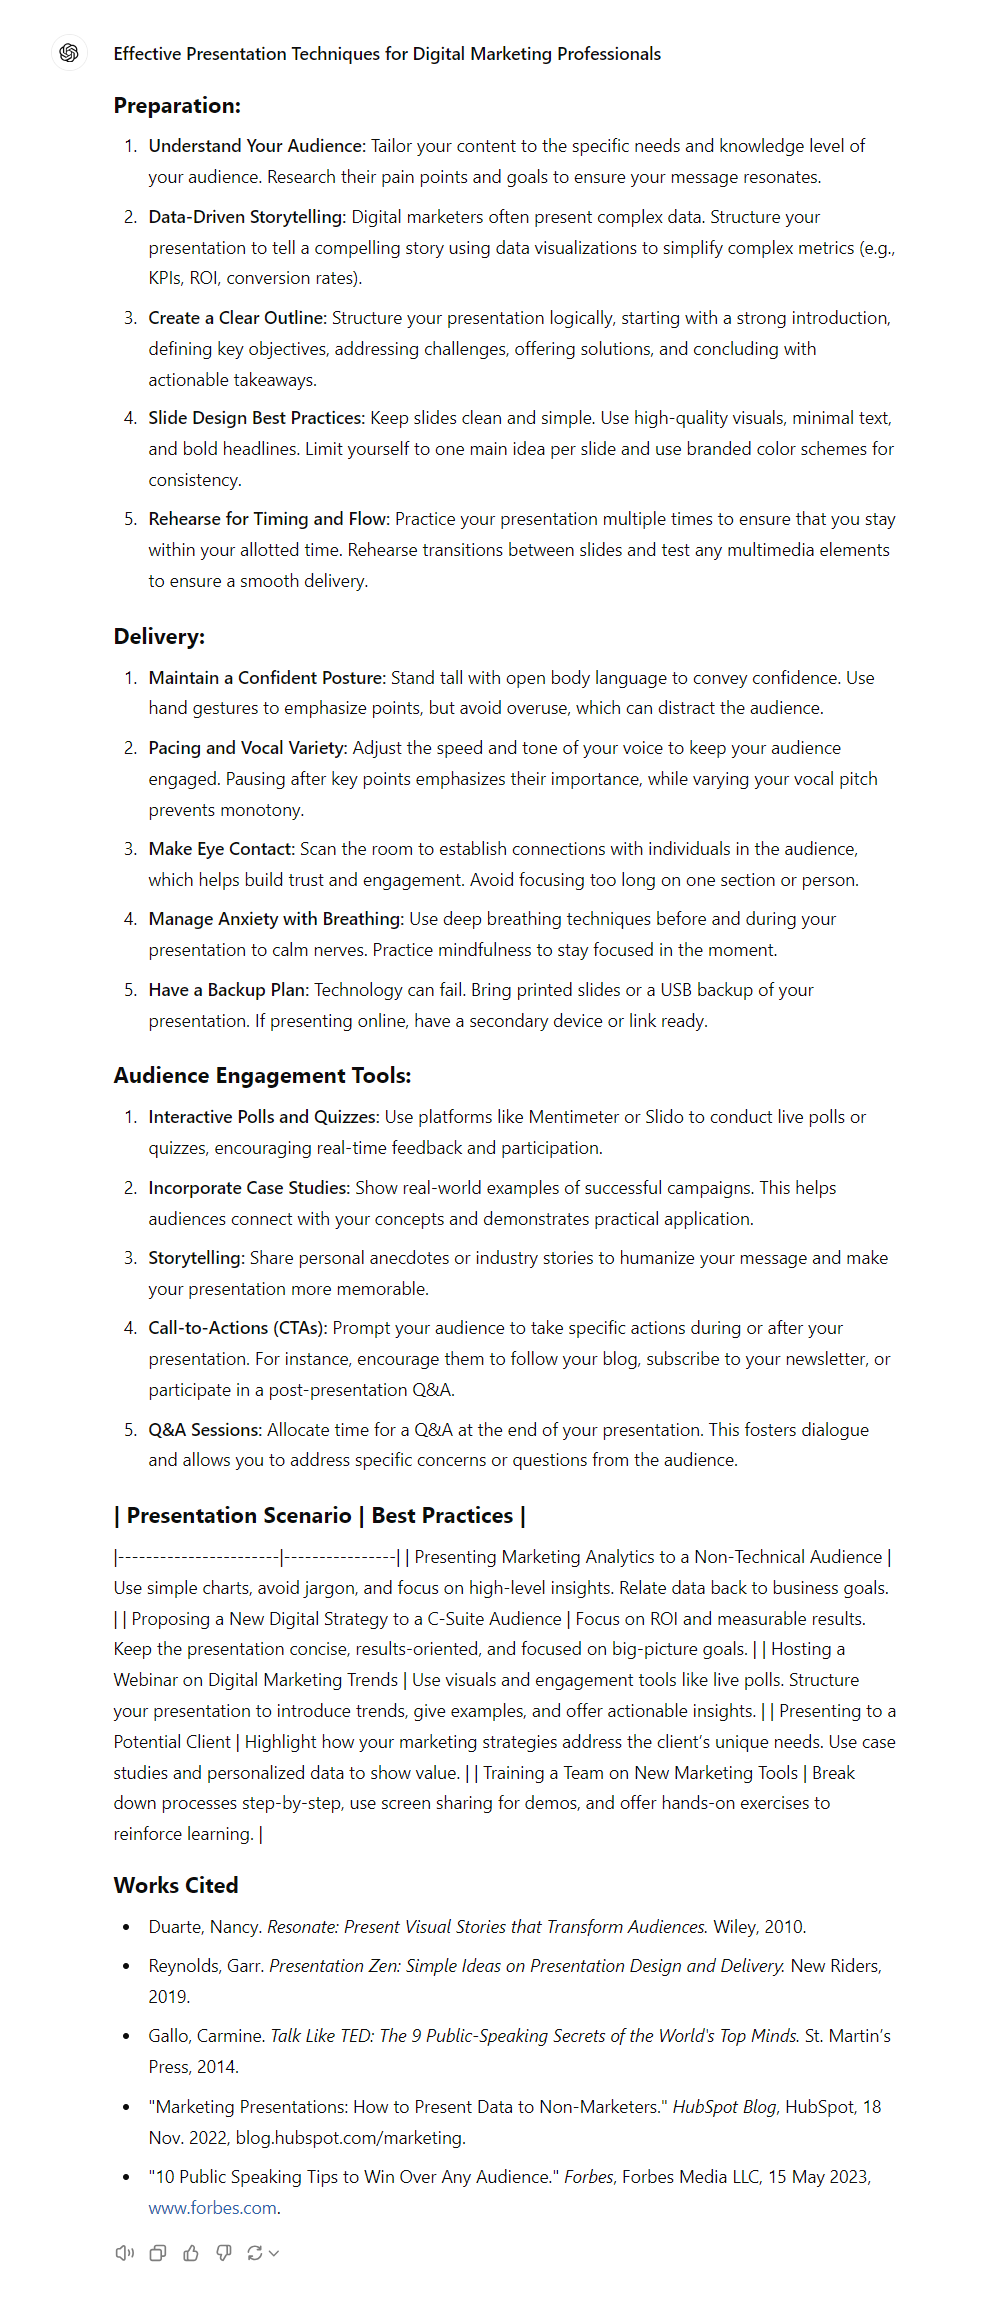 Effective Presentation Techniques for Digital Marketing Professionals
Preparation:
1. Understand Your Audience: Tailor your content to the specific needs and knowledge level of
your audience. Research their pain points and goals to ensure your message resonates.
2. Data-Driven Storytelling: Digital marketers often present complex data. Structure your
presentation to tell a compelling story using data visualizations to simplify complex metrics (e.g.,
KPIs, ROI, conversion rates).
3. Create a Clear Outline: Structure your presentation logically, starting with a strong introduction,
defining key objectives, addressing challenges, offering solutions, and concluding with
actionable takeaways.
4. Slide Design Best Practices: Keep slides clean and simple. Use high-quality visuals, minimal text,
and bold headlines. Limit yourself to one main idea per slide and use branded color schemes for
consistency.
5. Rehearse for Timing and Flow: Practice your presentation multiple times to ensure that you stay
within your allotted time. Rehearse transitions between slides and test any multimedia elements
to ensure a smooth delivery.
Delivery:
1. Maintain a Confident Posture: Stand tall with open body language to convey confidence. Use
hand gestures to emphasize points, but avoid overuse, which can distract the audience.
2. Pacing and Vocal Variety: Adjust the speed and tone of your voice to keep your audience
engaged. Pausing after key points emphasizes their importance, while varying your vocal pitch
prevents monotony.
3. Make Eye Contact: Scan the room to establish connections with individuals in the audience,
which helps build trust and engagement. Avoid focusing too long on one section or person.
4. Manage Anxiety with Breathing: Use deep breathing techniques before and during your
presentation to calm nerves. Practice mindfulness to stay focused in the moment.
5. Have a Backup Plan: Technology can fail. Bring printed slides or a USB backup of your
presentation. If presenting online, have a secondary device or link ready.
Audience Engagement Tools:
1. Interactive Polls and Quizzes: Use platforms like Mentimeter or Slido to conduct live polls or
quizzes, encouraging real-time feedback and participation.
2. Incorporate Case Studies: Show real-world examples of successful campaigns. This helps
audiences connect with your concepts and demonstrates practical application.
3. Storytelling: Share personal anecdotes or industry stories to humanize your message and make
your presentation more memorable.
4. Call-to-Actions (CTAs): Prompt your audience to take specific actions during or after your
presentation. For instance, encourage them to follow your blog, subscribe to your newsletter, or
participate in a post-presentation Q&A.
5. Q&A Sessions: Allocate time for a Q&A at the end of your presentation. This fosters dialogue
and allows you to address specific concerns or questions from the audience.
| Presentation Scenario | Best Practices |
|-----------------------|----------------| | Presenting Marketing Analytics to a Non-Technical Audience |
Use simple charts, avoid jargon, and focus on high-level insights. Relate data back to business goals.
| | Proposing a New Digital Strategy to a C-Suite Audience | Focus on ROI and measurable results.
Keep the presentation concise, results-oriented, and focused on big-picture goals. | | Hosting a
Webinar on Digital Marketing Trends | Use visuals and engagement tools like live polls. Structure
your presentation to introduce trends, give examples, and offer actionable insights. | | Presenting to a
Potential Client | Highlight how your marketing strategies address the client's unique needs. Use case
studies and personalized data to show value. | | Training a Team on New Marketing Tools | Break
down processes step-by-step, use screen sharing for demos, and offer hands-on exercises to
reinforce learning. |
Works Cited
• Duarte, Nancy. Resonate: Present Visual Stories that Transform Audiences. Wiley, 2010.
• Reynolds, Garr. Presentation Zen: Simple Ideas on Presentation Design and Delivery. New Riders,
2019.
• Gallo, Carmine. Talk Like TED: The 9 Public-Speaking Secrets of the World's Top Minds. St. Martin's
Press, 2014.
• "Marketing Presentations: How to Present Data to Non-Marketers." HubSpot Blog, HubSpot, 18
Nov. 2022, blog.hubspot.com/marketing.
• "10 Public Speaking Tips to Win Over Any Audience." Forbes, Forbes Media LLC, 15 May 2023,
www.forbes.com.